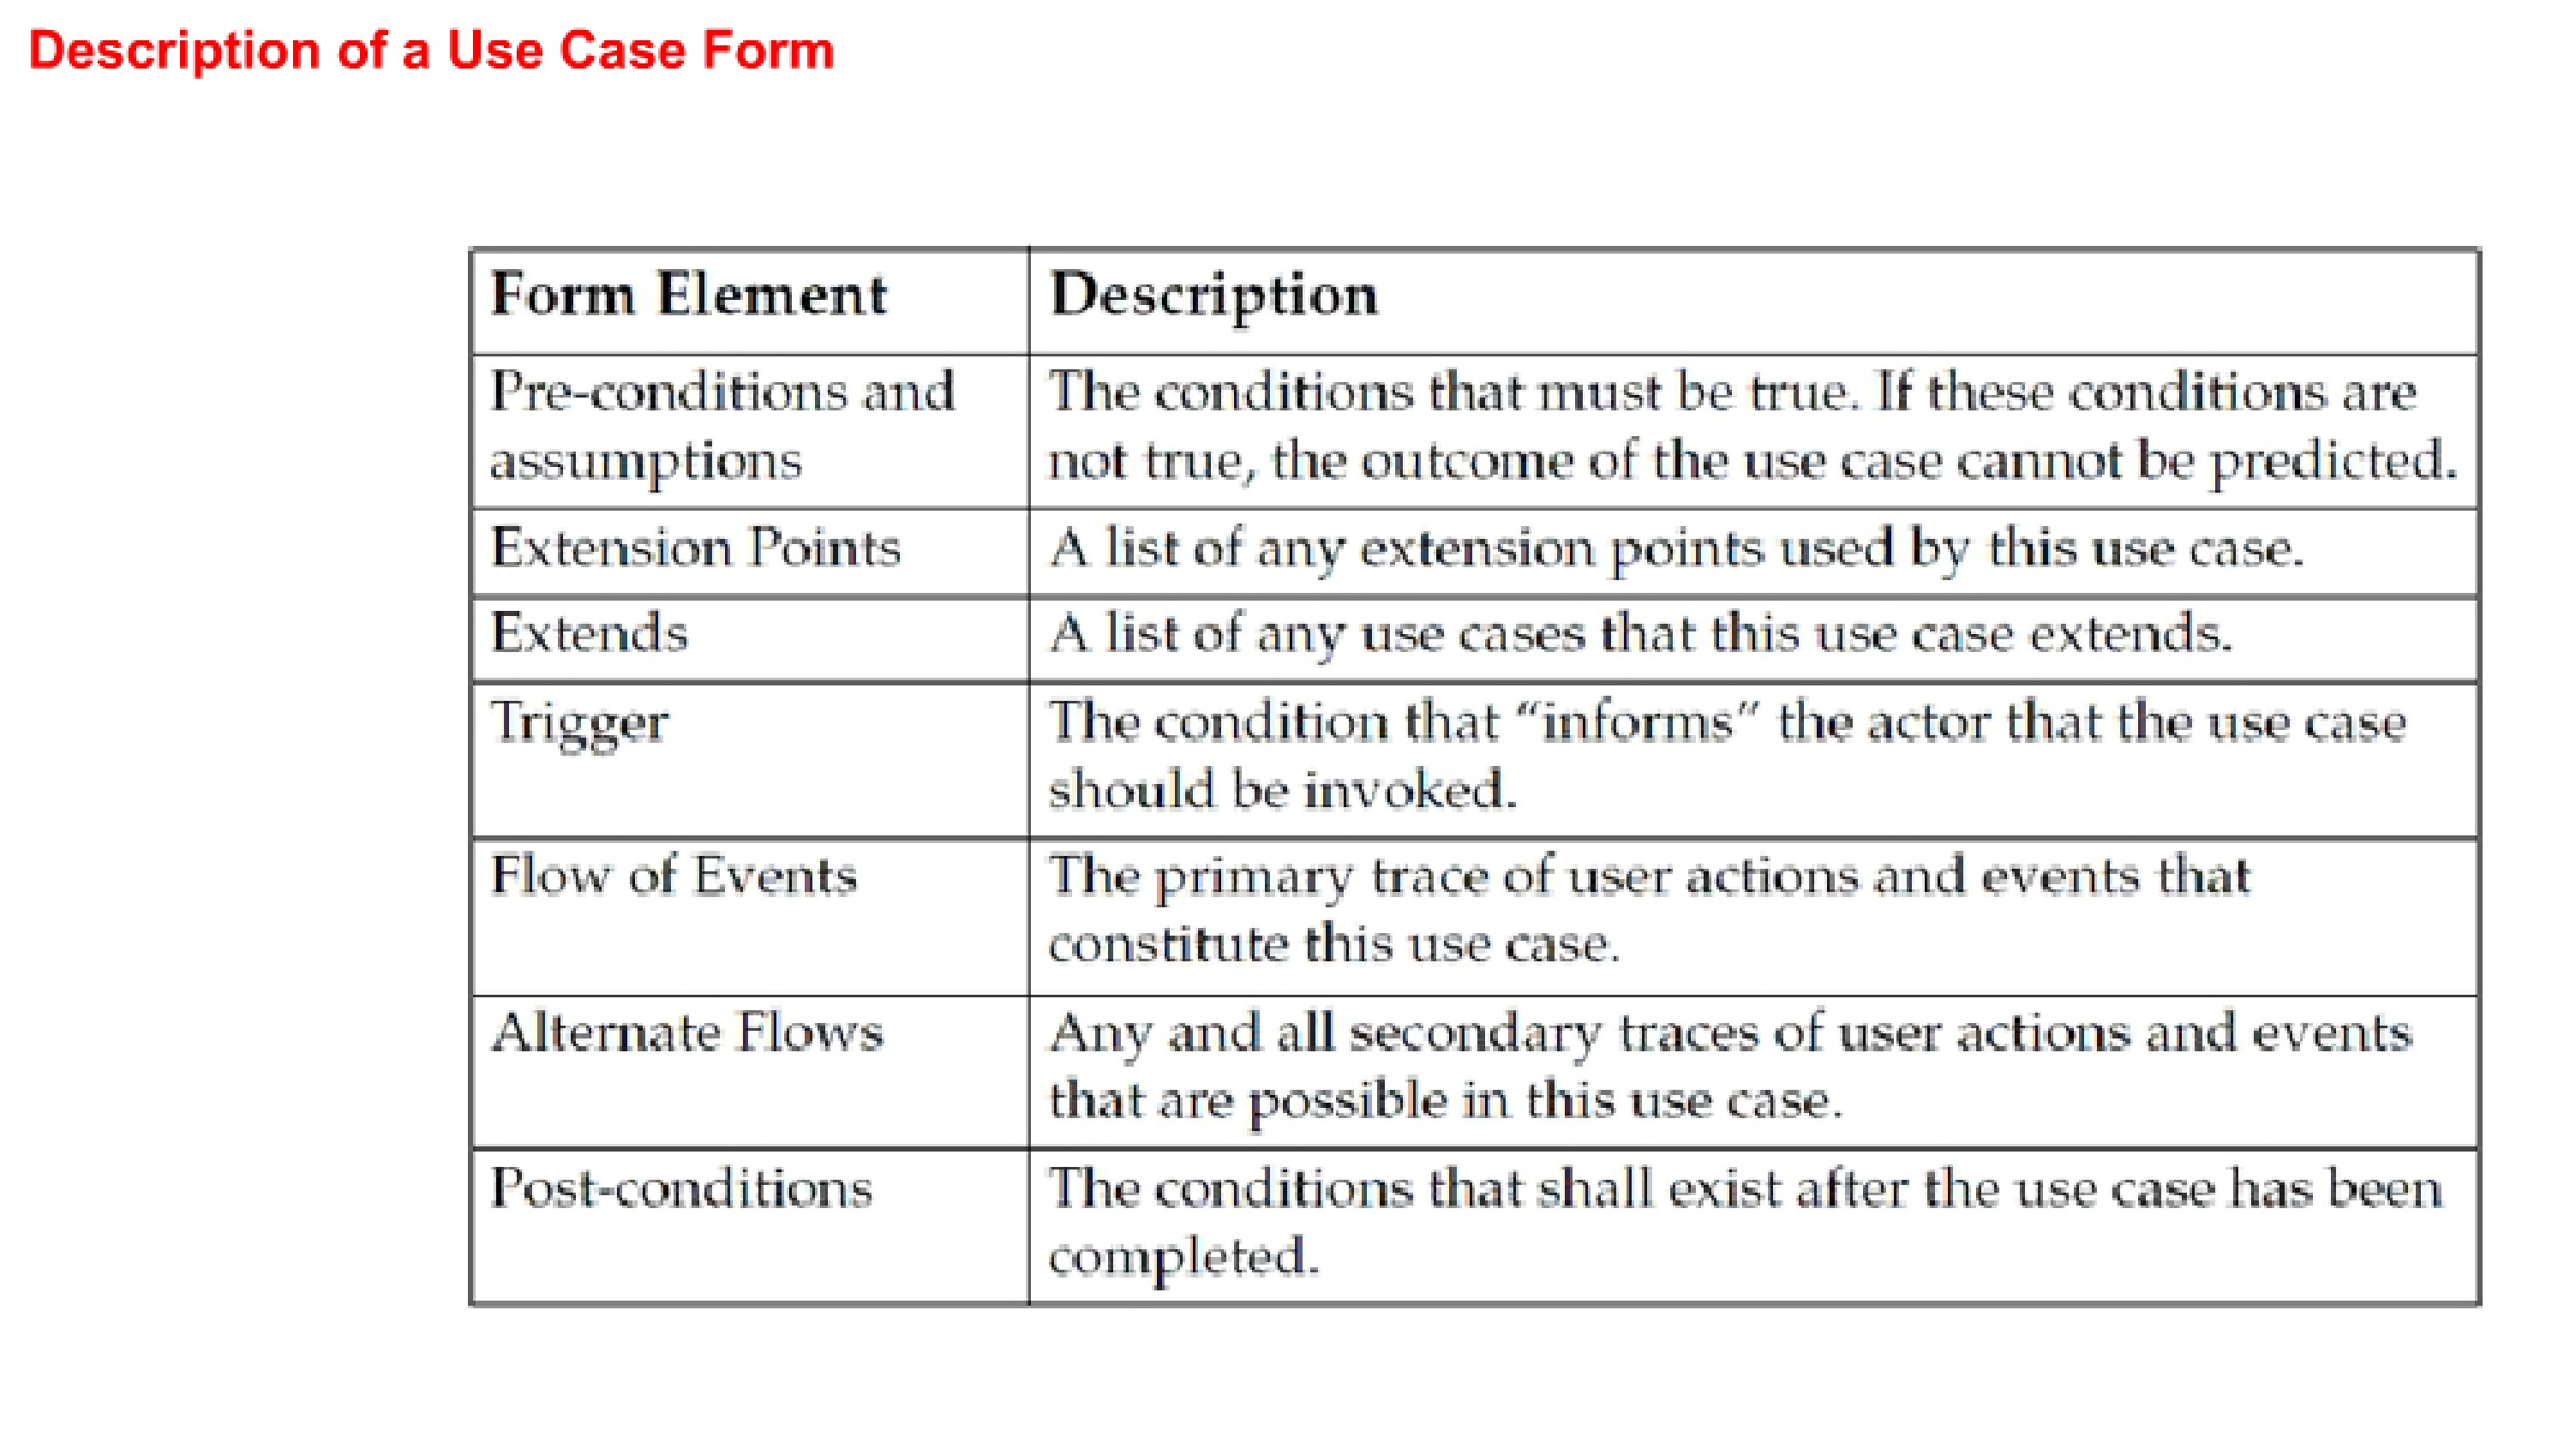 Description of a Use Case Form
Form Element Description
Pre-conditions and The conditions that must be true. If these conditions are
assumptions not true, the outcome of the use case cannot be predicted.
Extension Points A list of any extension points used by this use case.
Extends A list of any use cases that this use case extends.
Trigger The condition that “informs” the actor that the use case
should be invoked.
Flow of Events The primary trace of user actions and events that
constitute this use case.
Alternate Flows Any and all secondary traces of user actions and events
that are possible in this use case.
Post-conditions The conditions that shall exist after the use case has been
completed.